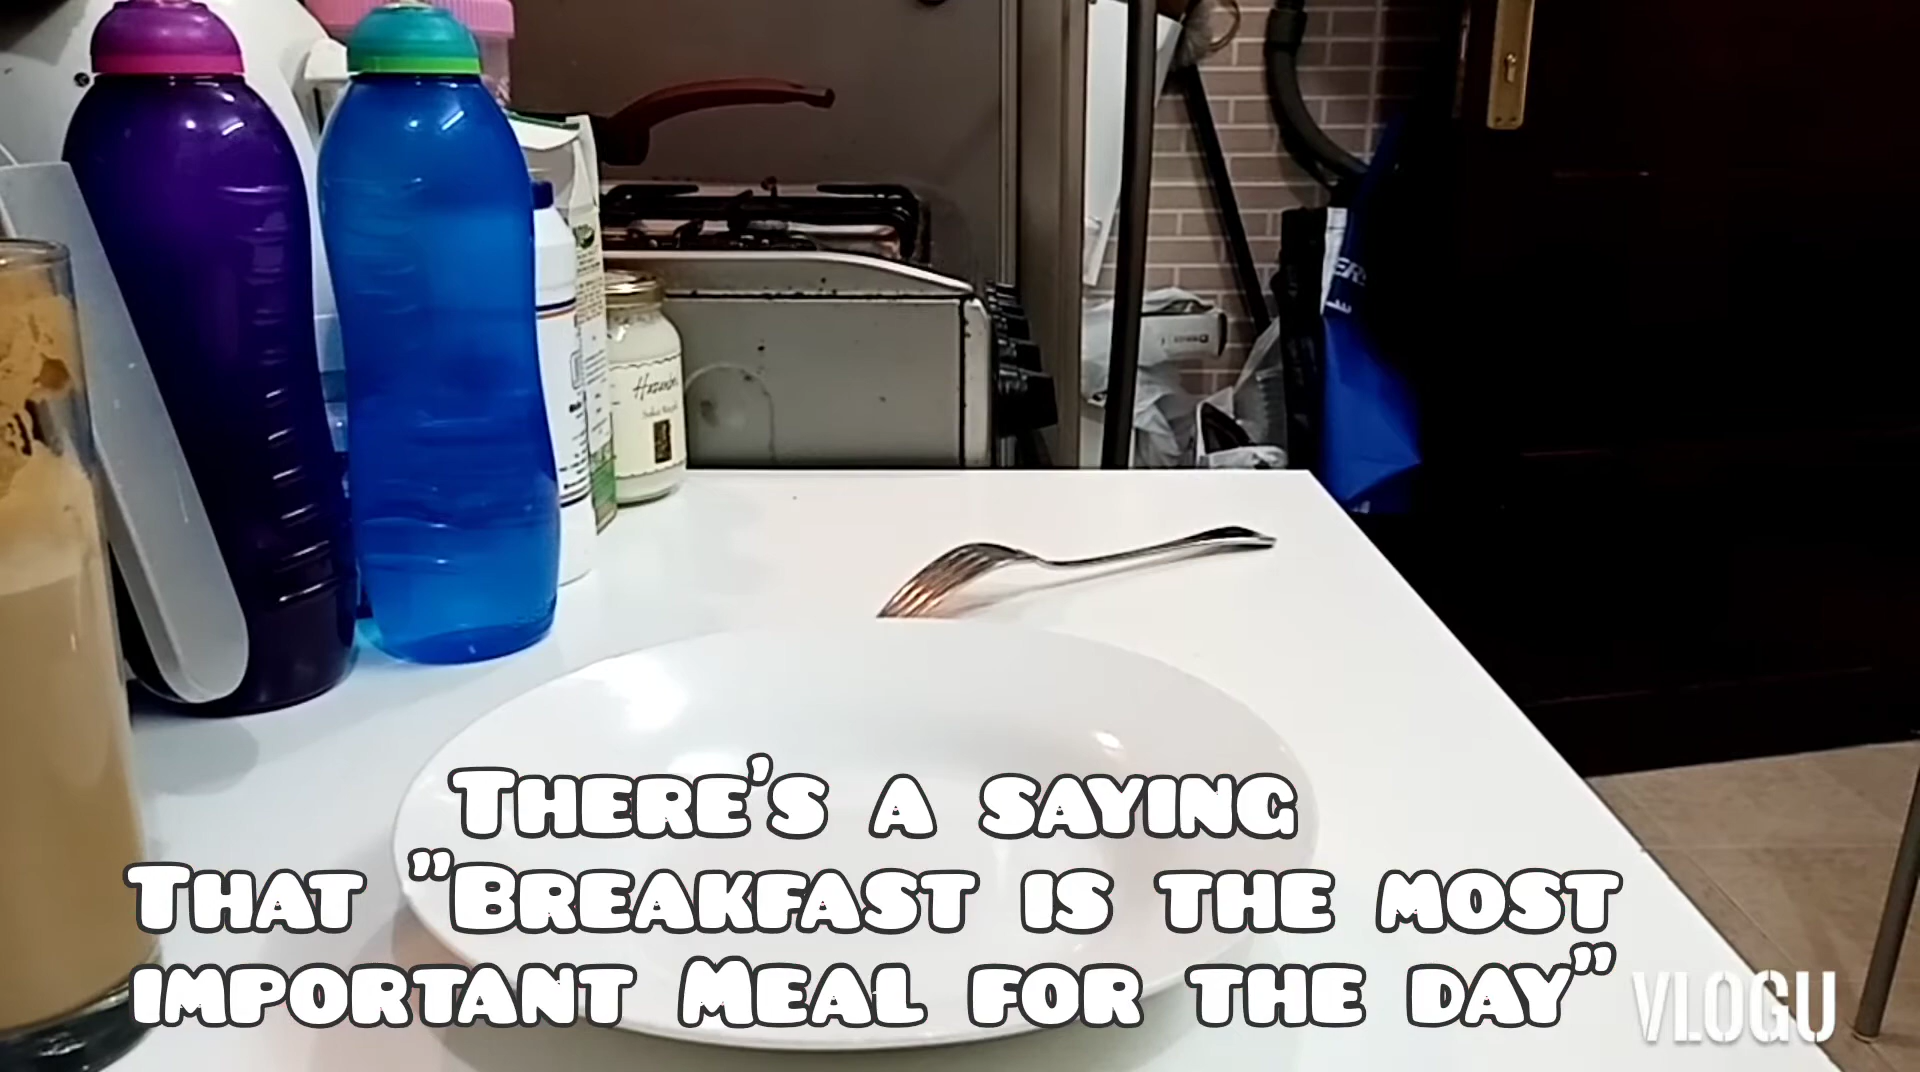 There's a saying
That "Breakfast is the most
important Meal for the day"
VLOGU